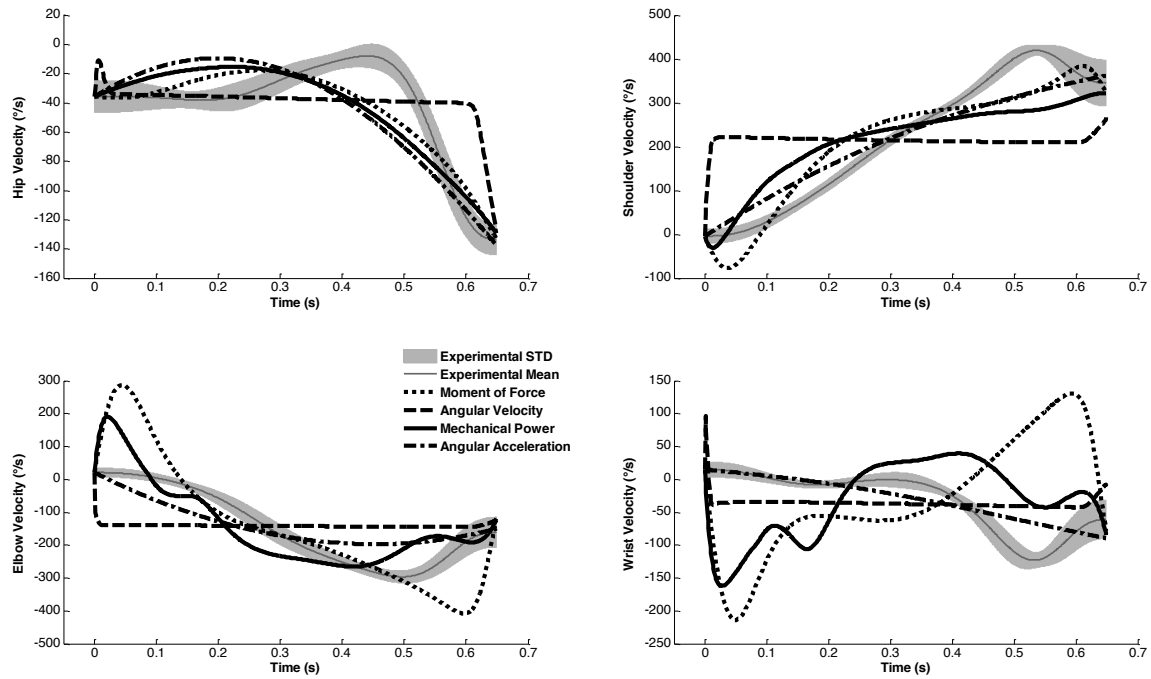 20
0
-20
-40
-60
-80
-100
-120
-140
-160
Hip Velocity (°/s)
0 0.1 0.2 0.3 0.4 0.5 0.6 0.7
Time (s)
500
400
300
200
100
0
-100
Shoulder Velocity (°/s)
0 0.1 0.2 0.3 0.4 0.5 0.6 0.7
Time (s)
Experimental STD
Experimental Mean
Moment of Force
Angular Velocity
Mechanical Power
Angular Acceleration
300
200
100
0
-100
-200
-300
-400
-500
Elbow Velocity (°/s)
0 0.1 0.2 0.3 0.4 0.5 0.6 0.7
Time (s)
150
100
50
0
-50
-100
-150
-200
-250
Wrist Velocity (°/s)
0 0.1 0.2 0.3 0.4 0.5 0.6 0.7
Time (s)